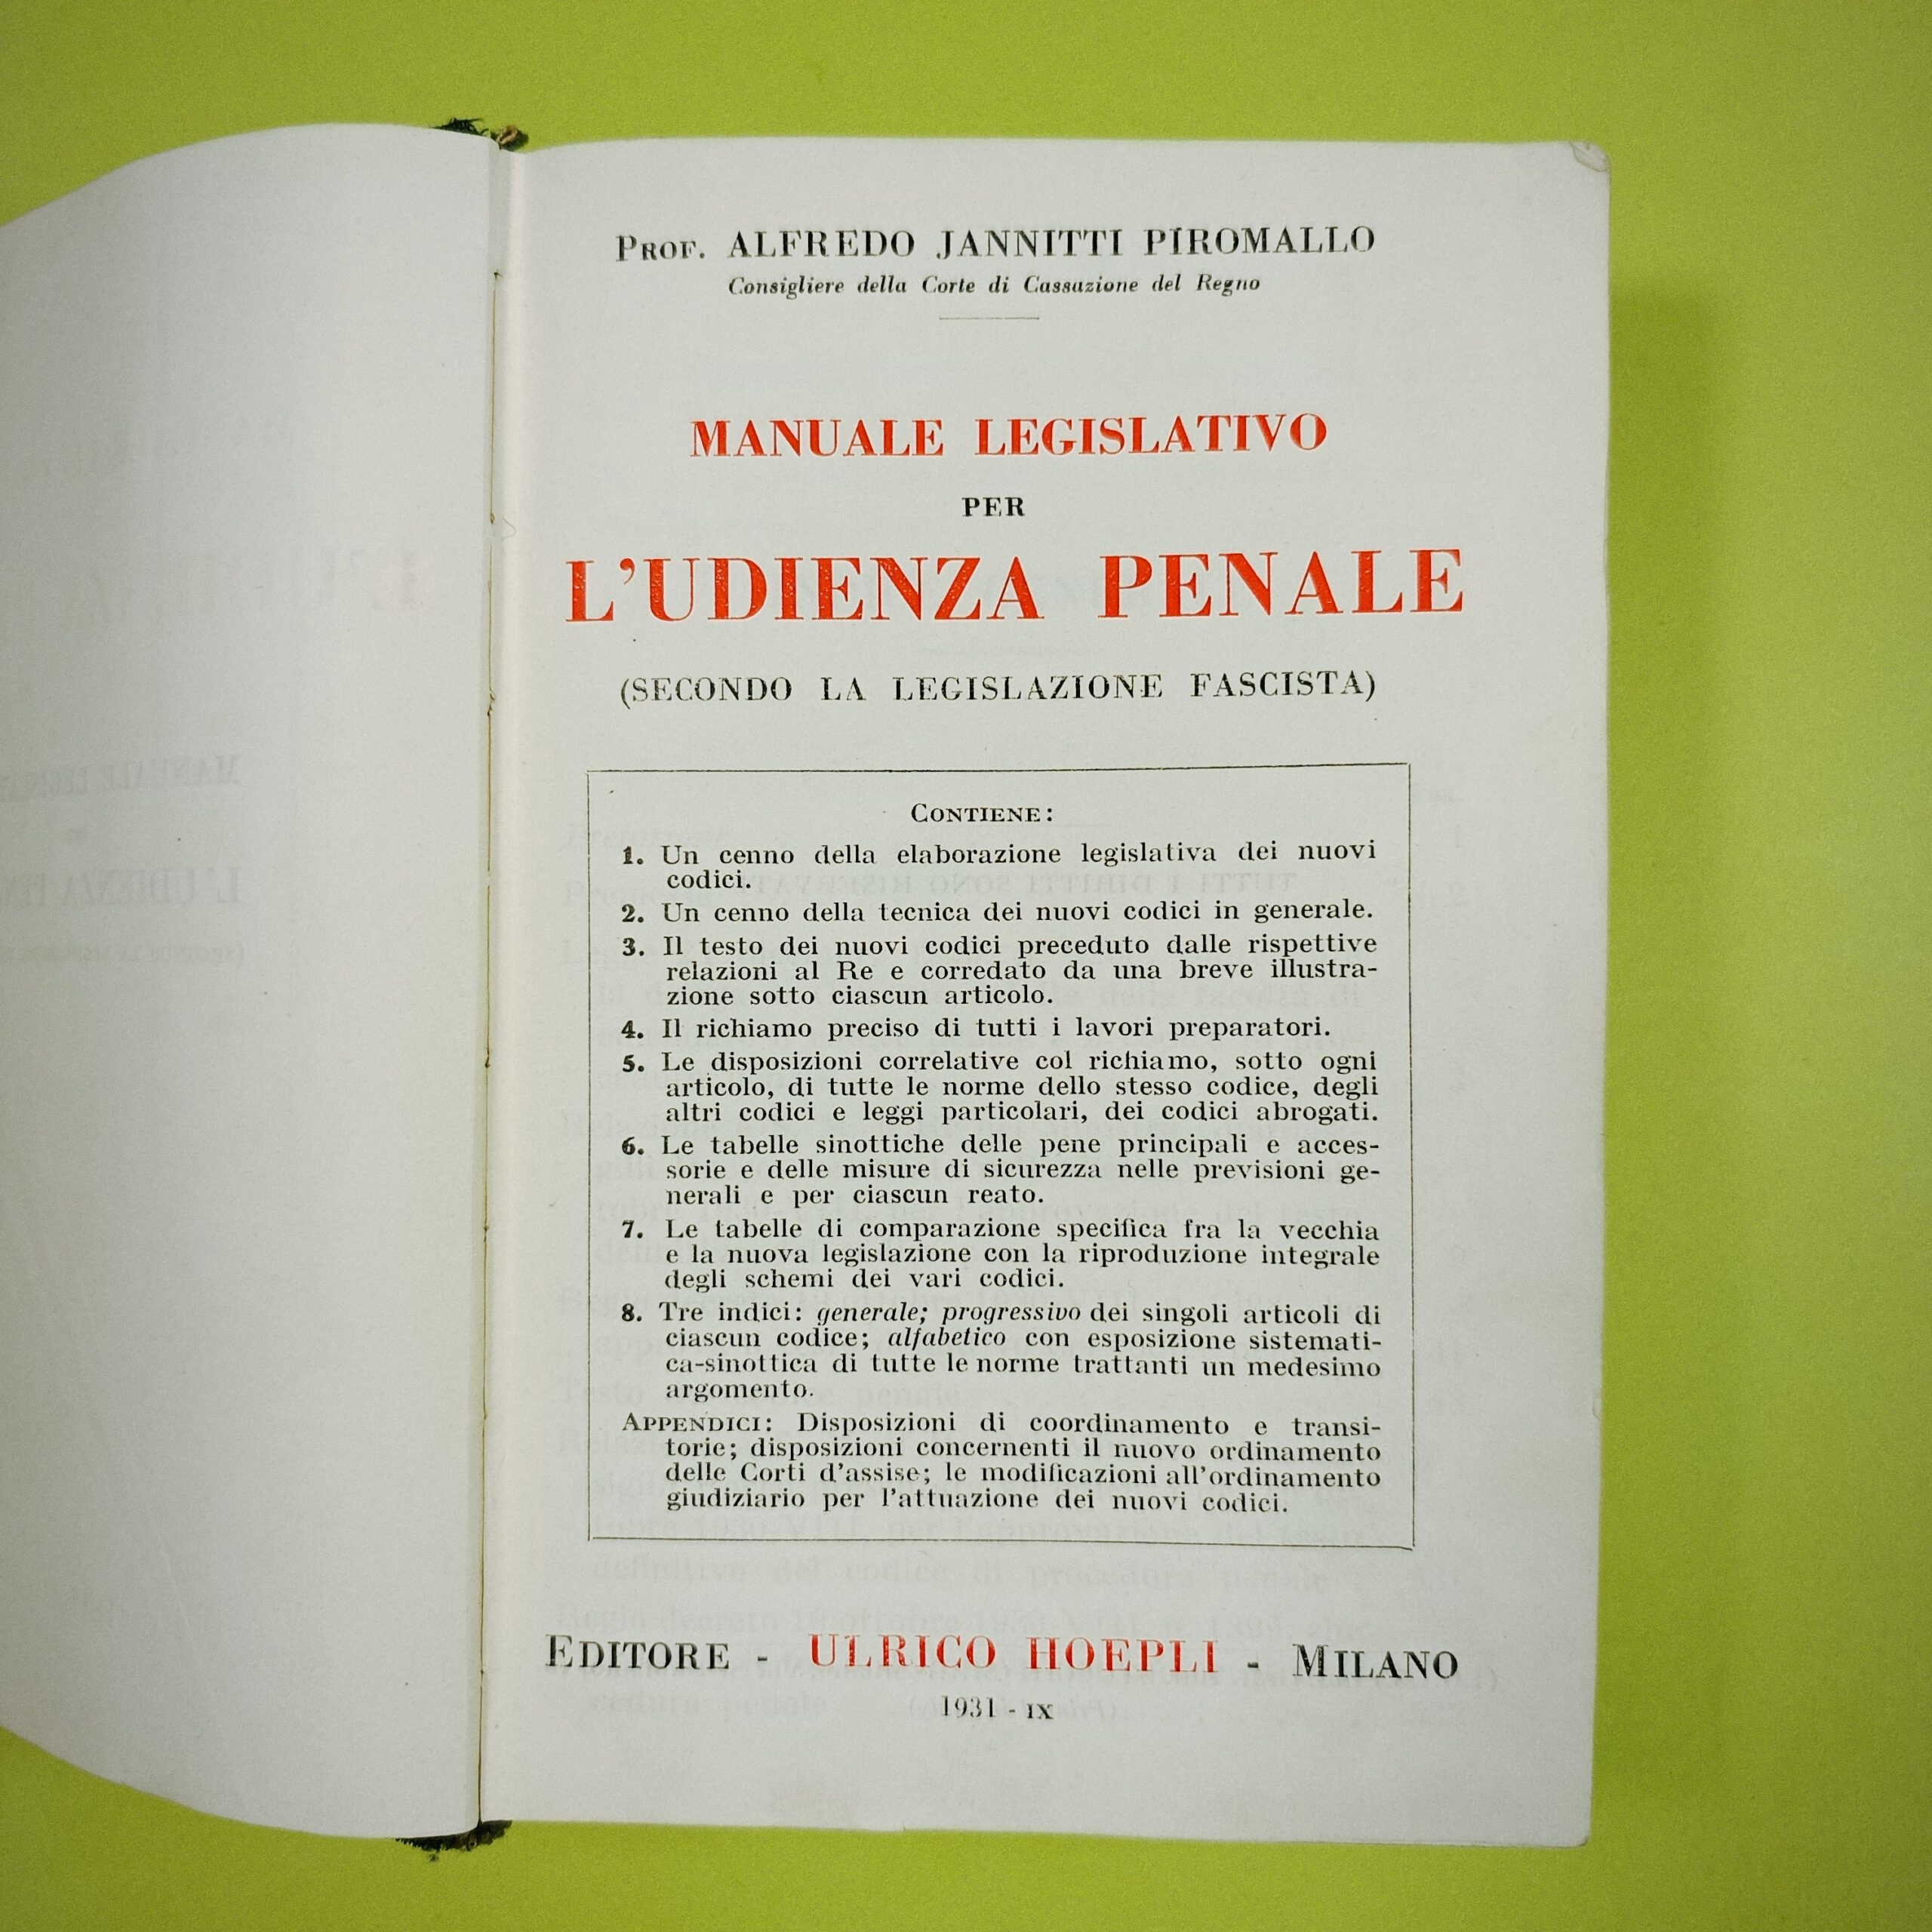 Prof. ALFREDO JANNITTI PIROMALLO
Consigliere della Corte di Cassazione del Regno
MANUALE LEGISLATIVO
PER
L'UDIENZA PENALE
(SECONDO LA LEGISLAZIONE FASCISTA)
Contiene:
1. Un cenno della elaborazione legislativa dei nuovi
codici.
2. Un cenno della tecnica dei nuovi codici in generale.
3. Il testo dei nuovi codici preceduto dalle rispettive
relazioni al Re e corredato da una breve illustra-
zione sotto ciascun articolo.
4. Il richiamo preciso di tutti i lavori preparatori.
5. Le disposizioni correlative col richiamo, sotto ogni
articolo, di tutte le norme dello stesso codice, degli
altri codici e leggi particolari, dei codici abrogati.
6. Le tabelle sinottiche delle pene principali e acces-
sorie e delle misure di sicurezza nelle previsioni ge-
nerali e per ciascun reato.
7. Le tabelle di comparazione specifica fra la vecchia
e la nuova legislazione con la riproduzione integrale
degli schemi dei vari codici.
8. Tre indici: generale; progressivo dei singoli articoli di
ciascun codice; alfabetico con esposizione sistemati-
ca-sinottica di tutte le norme trattanti un medesimo
argomento.
Appendici: Disposizioni di coordinamento e transi-
torie; disposizioni concernenti il nuovo ordinamento
delle Corti d'assise; le modificazioni all'ordinamento
giudiziario per l'attuazione dei nuovi codici.
Editore - ULRICO HOEPLI - Milano
1931 - IX